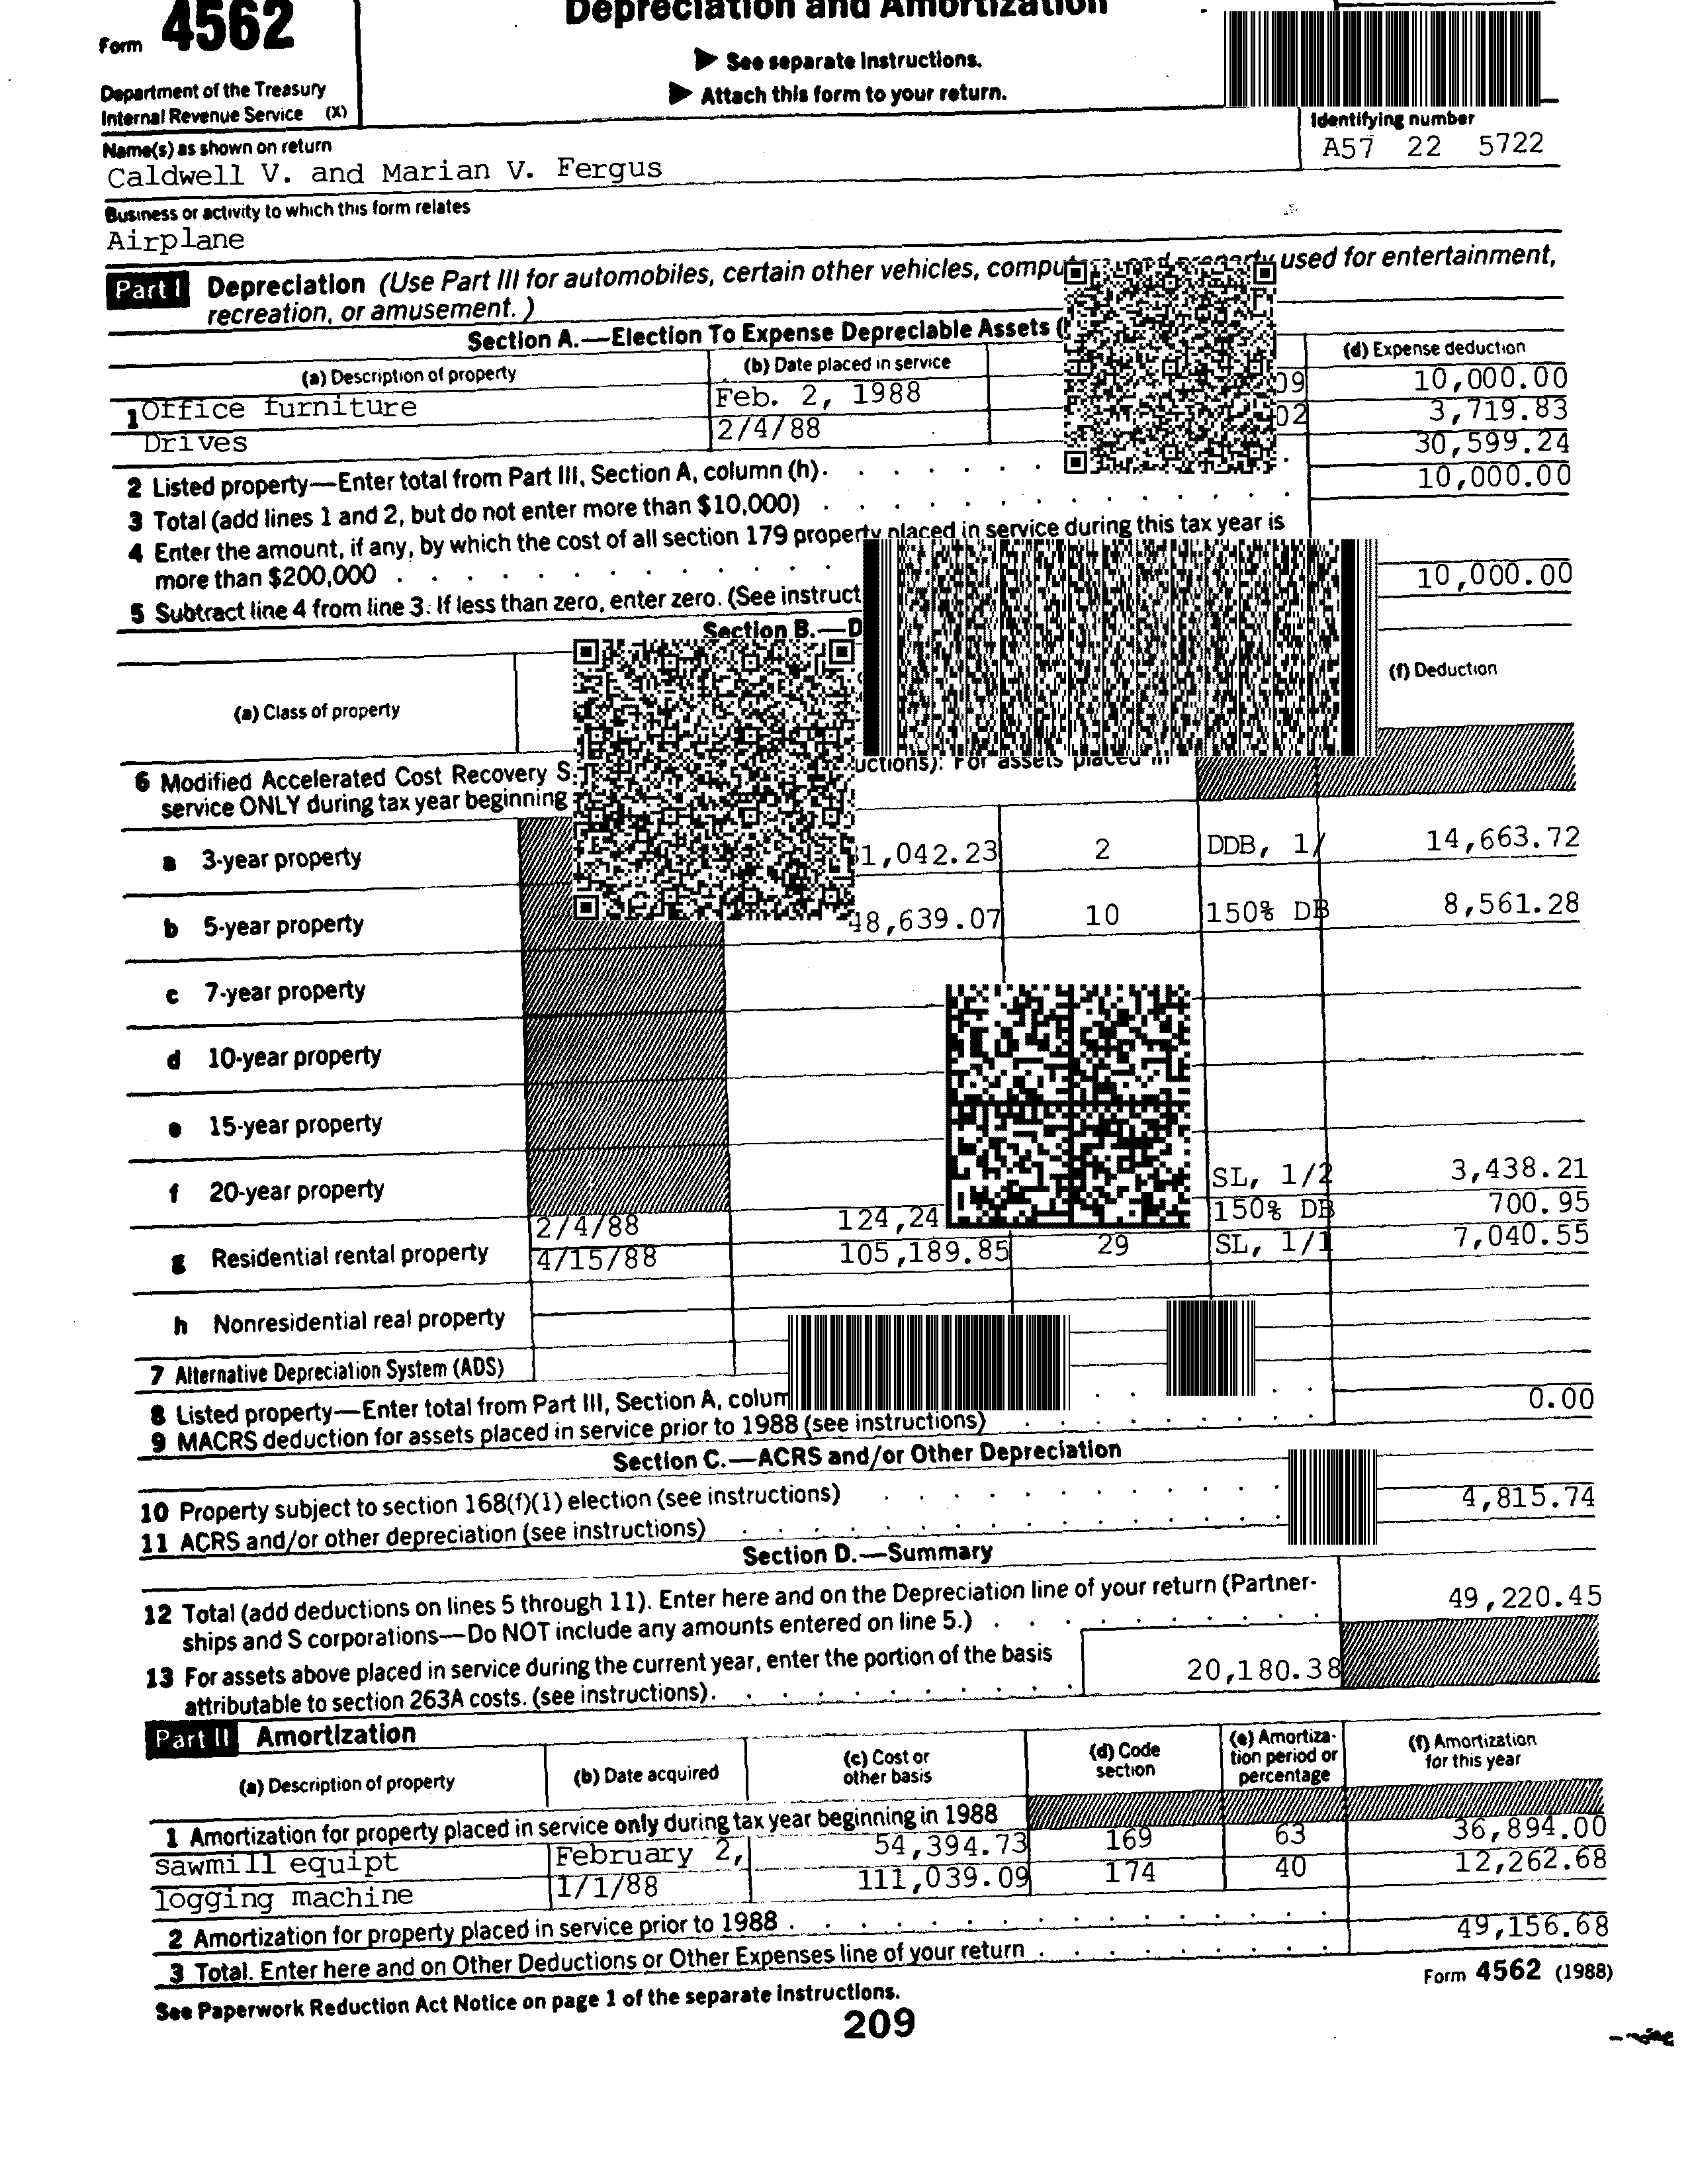 Form 4562
Depreciation and Amortization
► See separate Instructions.
► Attach this form to your return.
Department of the Treasury
Internal Revenue Service (X)
Identifying number
A57 22 5722
Name(s) as shown on return
Caldwell V. and Marian V. Fergus
Business or activity to which this form relates
Airplane
Part I Depreciation (Use Part III for automobiles, certain other vehicles, used for entertainment,
recreation, or amusement.)
Section A.—Election To Expense Depreciable Assets (
(a) Description of property (b) Date placed in service (d) Expense deduction
1 Office furniture Feb. 2, 1988 09 10,000.00
Drives 2/4/88 02 3,719.83
2 Listed property—Enter total from Part III, Section A, column (h). 30,599.24
3 Total (add lines 1 and 2, but do not enter more than $10,000) 10,000.00
4 Enter the amount, if any, by which the cost of all section 179 property placed in service during this tax year is
more than $200,000
5 Subtract line 4 from line 3. If less than zero, enter zero. (See 10,000.00
Section B.—
(a) Class of property (f) Deduction
6 Modified Accelerated Cost Recovery For assets placed in
service ONLY during tax year beginning
a 3-year property 1,042.23 2 DDB, 1/ 14,663.72
b 5-year property 48,639.07 10 150% DB 8,561.28
c 7-year property
d 10-year property
e 15-year property
f 20-year property SL, 1/2 3,438.21
2/4/88 124,24 150% DB 700.95
g Residential rental property 4/15/88 105,189.85 29 SL, 1/1 7,040.55
h Nonresidential real property
7 Alternative Depreciation System (ADS)
8 Listed property—Enter total from Part III, Section A, 0.00
9 MACRS deduction for assets placed in service prior to 1988 (see instructions)
Section C.—ACRS and/or Other Depreciation
10 Property subject to section 168(f)(1) election (see instructions) 4,815.74
11 ACRS and/or other depreciation (see instructions)
Section D.—Summary
12 Total (add deductions on lines 5 through 11). Enter here and on the Depreciation line of your return (Partner-
ships and S corporations—Do NOT include any amounts entered on line 5.) 49,220.45
13 For assets above placed in service during the current year, enter the portion of the basis
attributable to section 263A costs. (see instructions). 20,180.38
Part II Amortization
(a) Description of property (b) Date acquired (c) Cost or other basis (d) Code section (e) Amortiza-tion period or percentage (f) Amortization for this year
1 Amortization for property placed in service only during tax year beginning in 1988
sawmill equipt February 2, 54,394.73 169 63 36,894.00
logging machine 1/1/88 111,039.09 174 40 12,262.68
2 Amortization for property placed in service prior to 1988
3 Total. Enter here and on Other Deductions or Other Expenses line of your return 49,156.68
See Paperwork Reduction Act Notice on page 1 of the separate Instructions. Form 4562 (1988)
209